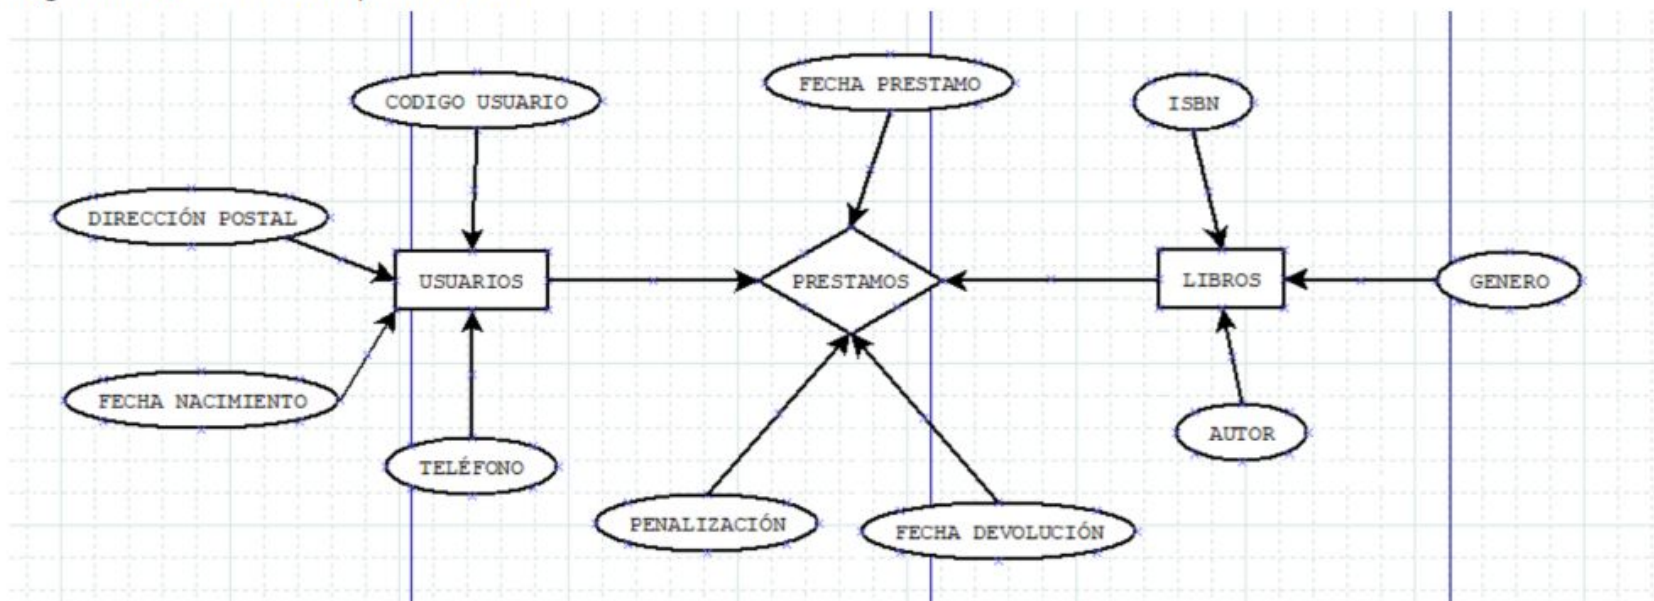 FECHA PRESTAMO
CODIGO USUARIO
ISBN
DIRECCIÓN POSTAL
USUARIOS
PRESTAMOS
LIBROS
GENERO
FECHA NACIMIENTO
TELÉFONO
AUTOR
PENALIZACIÓN
FECHA DEVOLUCIÓN